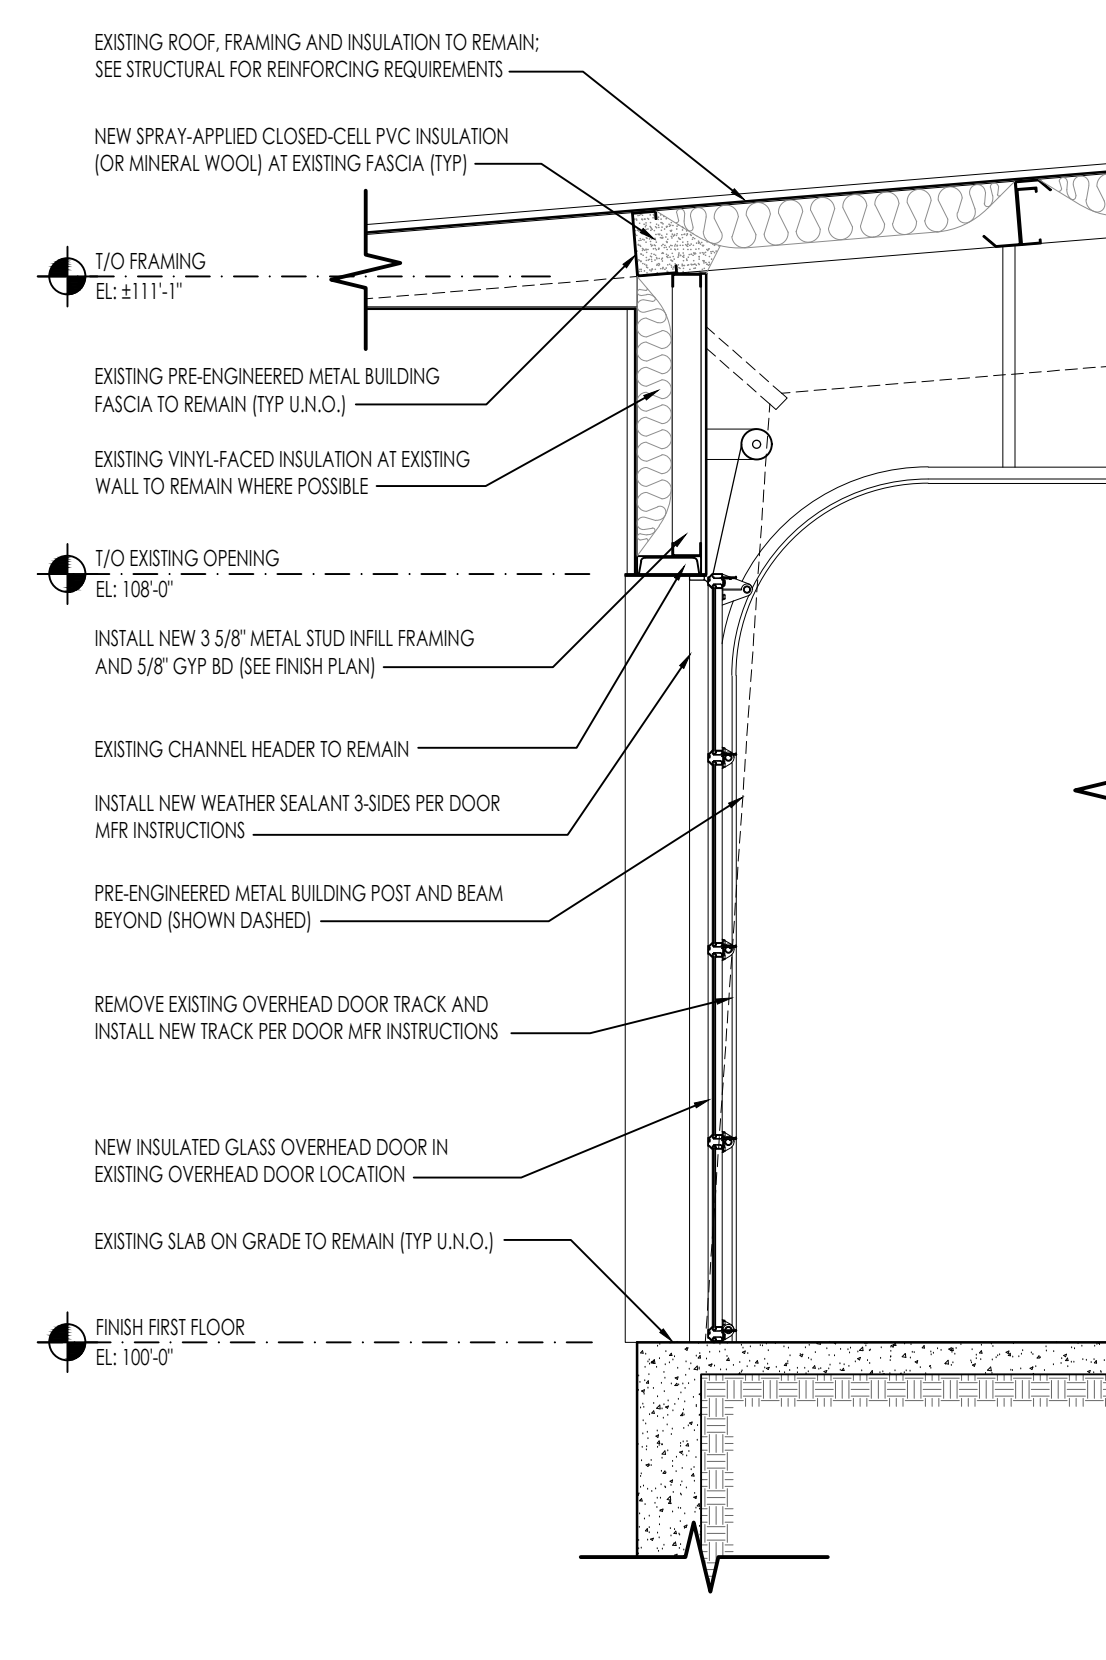 EXISTING ROOF, FRAMING AND INSULATION TO REMAIN;
SEE STRUCTURAL FOR REINFORCING REQUIREMENTS
NEW SPRAY-APPLIED CLOSED-CELL PVC INSULATION
(OR MINERAL WOOL) AT EXISTING FASCIA (TYP)
T/O FRAMING
EL: ±111'-1"
EXISTING PRE-ENGINEERED METAL BUILDING
FASCIA TO REMAIN (TYP U.N.O.)
EXISTING VINYL-FACED INSULATION AT EXISTING
WALL TO REMAIN WHERE POSSIBLE
T/O EXISTING OPENING
EL: 108'-0"
INSTALL NEW 3 5/8" METAL STUD INFILL FRAMING
AND 5/8" GYP BD (SEE FINISH PLAN)
EXISTING CHANNEL HEADER TO REMAIN
INSTALL NEW WEATHER SEALANT 3-SIDES PER DOOR
MFR INSTRUCTIONS
PRE-ENGINEERED METAL BUILDING POST AND BEAM
BEYOND (SHOWN DASHED)
REMOVE EXISTING OVERHEAD DOOR TRACK AND
INSTALL NEW TRACK PER DOOR MFR INSTRUCTIONS
NEW INSULATED GLASS OVERHEAD DOOR IN
EXISTING OVERHEAD DOOR LOCATION
EXISTING SLAB ON GRADE TO REMAIN (TYP U.N.O.)
FINISH FIRST FLOOR
EL: 100'-0"